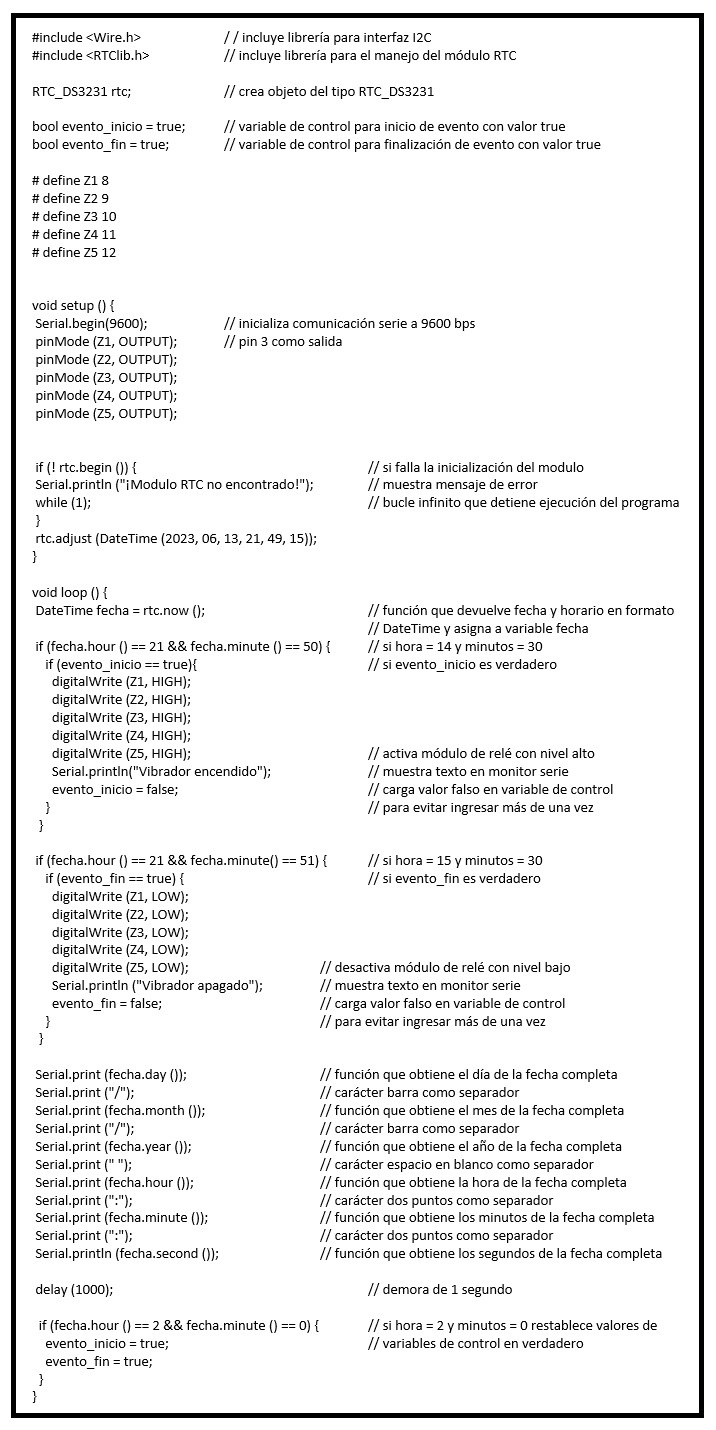 #include <Wire.h> / / incluye librería para interfaz I2C
#include <RTClib.h> // incluye librería para el manejo del módulo RTC
RTC_DS3231 rtc; // crea objeto del tipo RTC_DS3231
bool evento_inicio = true; // variable de control para inicio de evento con valor true
bool evento_fin = true; // variable de control para finalización de evento con valor true
# define Z1 8
# define Z2 9
# define Z3 10
# define Z4 11
# define Z5 12
void setup () {
Serial.begin(9600); // inicializa comunicación serie a 9600 bps
pinMode (Z1, OUTPUT); // pin 3 como salida
pinMode (Z2, OUTPUT);
pinMode (Z3, OUTPUT);
pinMode (Z4, OUTPUT);
pinMode (Z5, OUTPUT);
if (! rtc.begin ()) { // si falla la inicialización del modulo
Serial.println ("¡Modulo RTC no encontrado!"); // muestra mensaje de error
while (1); // bucle infinito que detiene ejecución del programa
}
rtc.adjust (DateTime (2023, 06, 13, 21, 49, 15));
}
void loop () {
DateTime fecha = rtc.now (); // función que devuelve fecha y horario en formato
// DateTime y asigna a variable fecha
if (fecha.hour () == 21 && fecha.minute () == 50) { // si hora = 14 y minutos = 30
if (evento_inicio == true){ // si evento_inicio es verdadero
digitalWrite (Z1, HIGH);
digitalWrite (Z2, HIGH);
digitalWrite (Z3, HIGH);
digitalWrite (Z4, HIGH);
digitalWrite (Z5, HIGH); // activa módulo de relé con nivel alto
Serial.println("Vibrador encendido"); // muestra texto en monitor serie
evento_inicio = false; // carga valor falso en variable de control
} // para evitar ingresar más de una vez
}
if (fecha.hour () == 21 && fecha.minute() == 51) { // si hora = 15 y minutos = 30
if (evento_fin == true) { // si evento_fin es verdadero
digitalWrite (Z1, LOW);
digitalWrite (Z2, LOW);
digitalWrite (Z3, LOW);
digitalWrite (Z4, LOW);
digitalWrite (Z5, LOW); // desactiva módulo de relé con nivel bajo
Serial.println ("Vibrador apagado"); // muestra texto en monitor serie
evento_fin = false; // carga valor falso en variable de control
} // para evitar ingresar más de una vez
}
Serial.print (fecha.day ()); // función que obtiene el día de la fecha completa
Serial.print ("/"); // carácter barra como separador
Serial.print (fecha.month ()); // función que obtiene el mes de la fecha completa
Serial.print ("/"); // carácter barra como separador
Serial.print (fecha.year ()); // función que obtiene el año de la fecha completa
Serial.print (" "); // carácter espacio en blanco como separador
Serial.print (fecha.hour ()); // función que obtiene la hora de la fecha completa
Serial.print (":"); // carácter dos puntos como separador
Serial.print (fecha.minute ()); // función que obtiene los minutos de la fecha completa
Serial.print (":"); // carácter dos puntos como separador
Serial.println (fecha.second ()); // función que obtiene los segundos de la fecha completa
delay (1000); // demora de 1 segundo
if (fecha.hour () == 2 && fecha.minute () == 0) { // si hora = 2 y minutos = 0 restablece valores de
evento_inicio = true; // variables de control en verdadero
evento_fin = true;
}
}